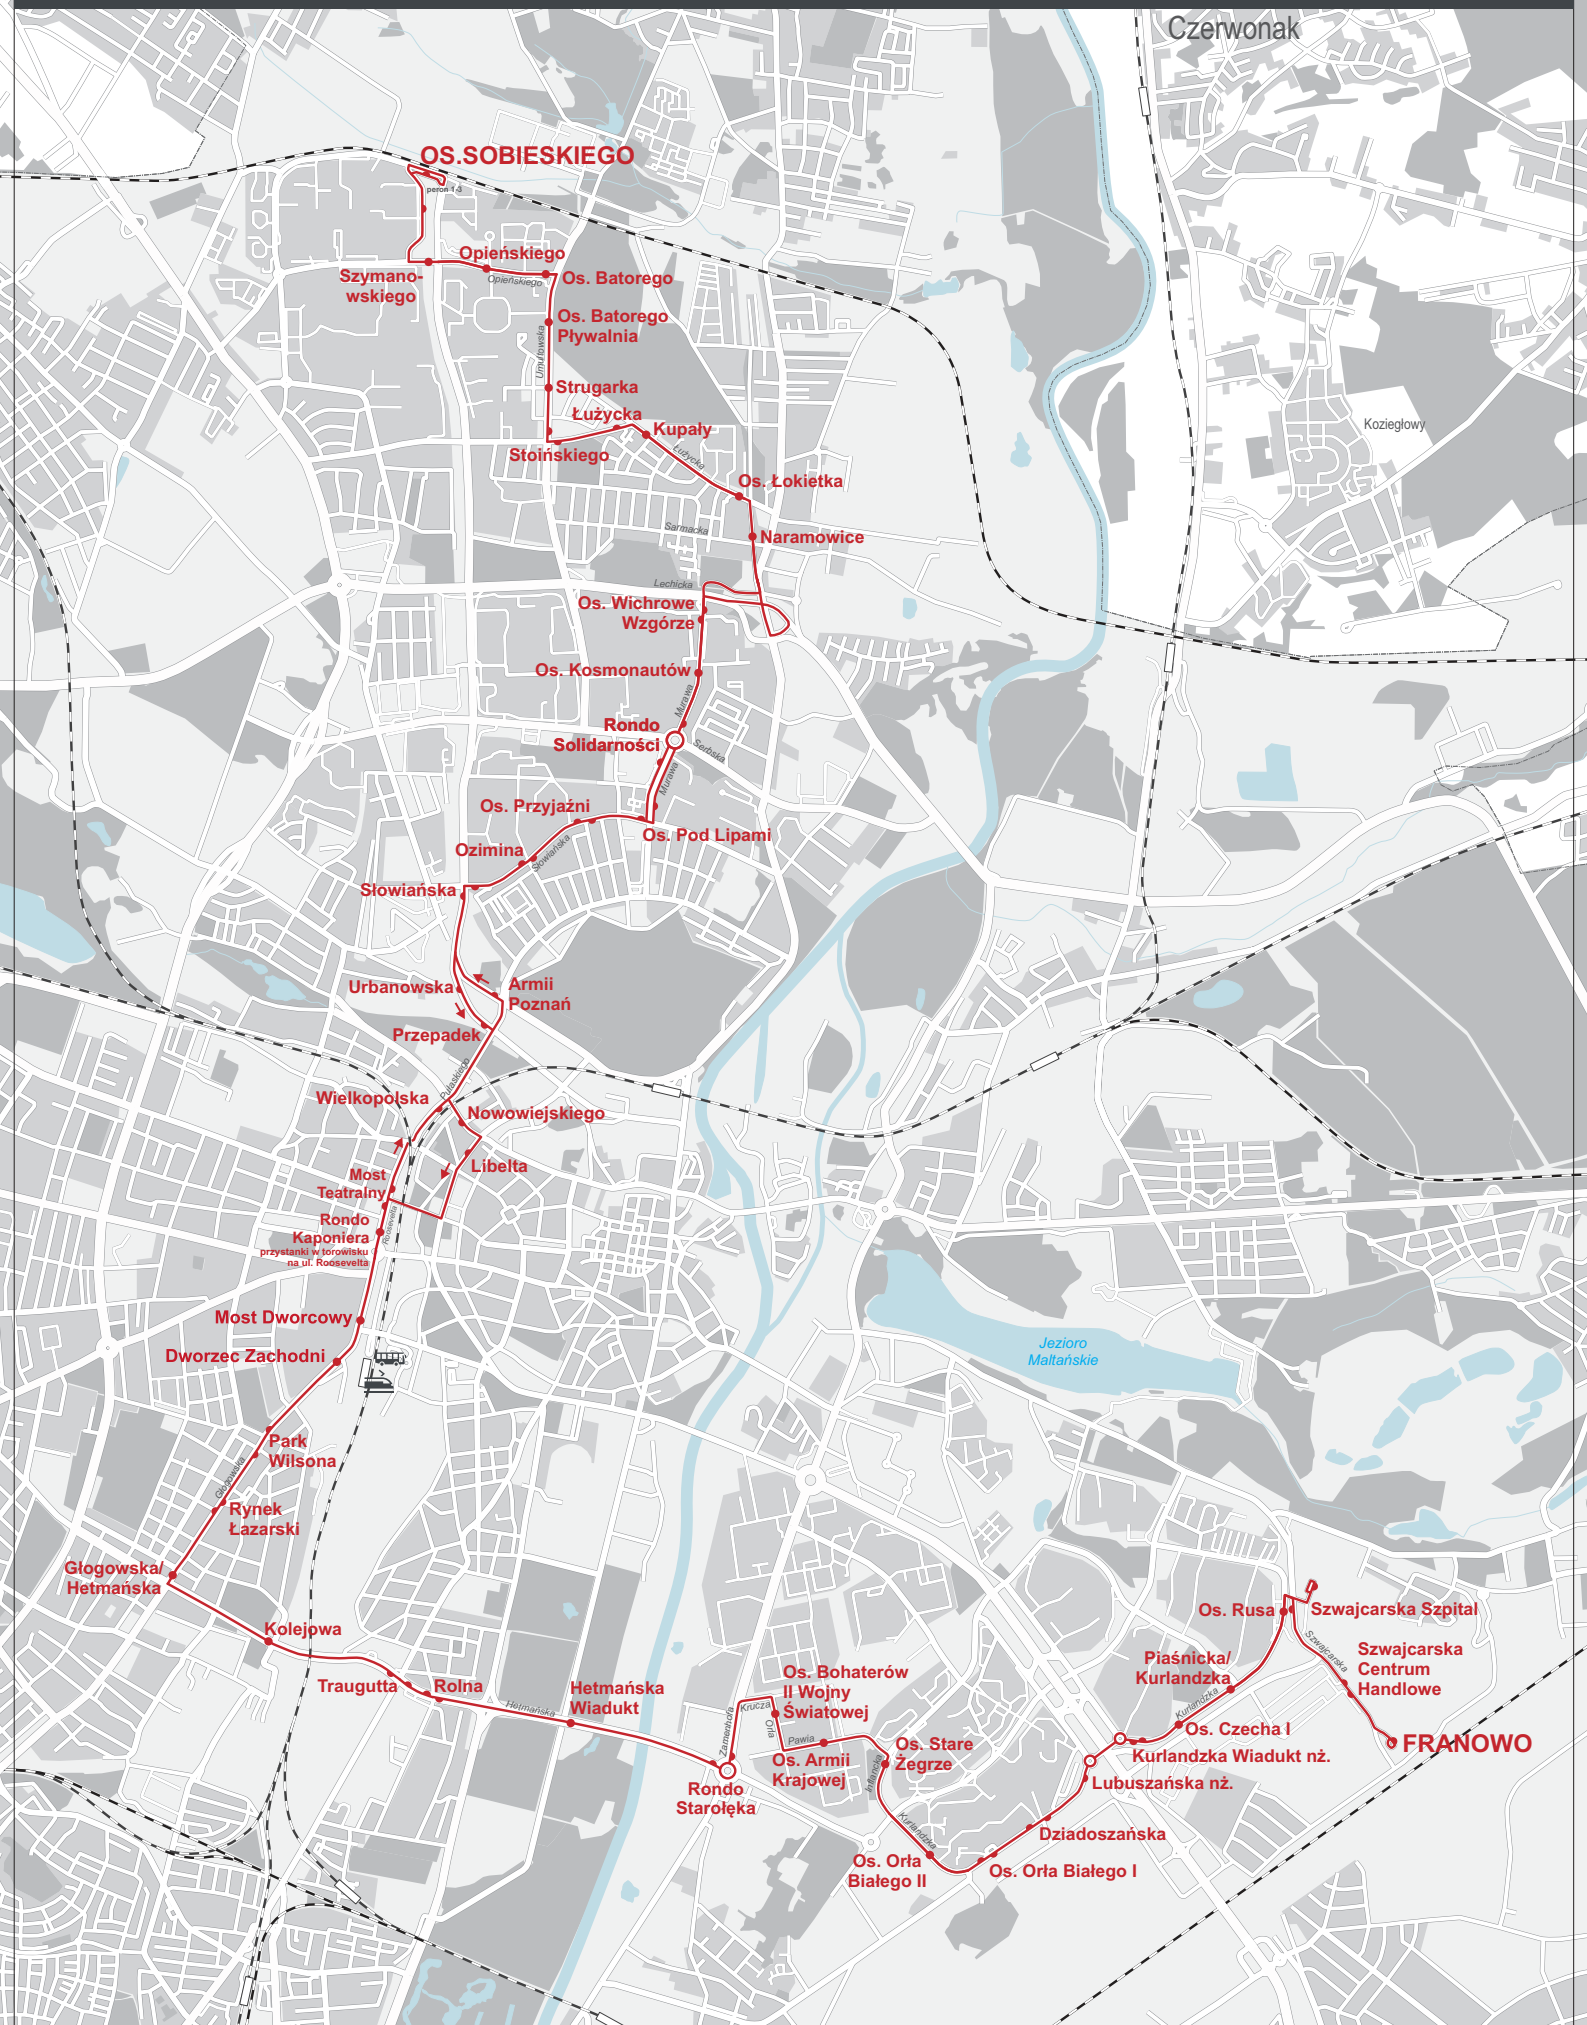 Czerwonak
OS.SOBIESKIEGO
peron 1-3
Opieńskiego
Szymano-
wskiego
Opieńskiego
Os. Batorego
Os. Batorego
Pływalnia
Umultowska
Strugarka
Łużycka
Kupały
Koziegłowy
Stoińskiego
Łużycka
Os. Łokietka
Sarmacka
Naramowice
Lechicka
Os. Wichrowe
Wzgórze
Os. Kosmonautów
Murawa
Rondo
Solidarności
Serbska
Murawa
Os. Przyjaźni
Os. Pod Lipami
Ozimina
Słowiańska
Słowiańska
Urbanowska
Armii
Poznań
Przepadek
Pułaskiego
Wielkopolska
Nowowiejskiego
Libelta
Most
Teatralny
Rondo
Kaponiera
przystanki w torowisku
na ul. Roosevelta
Roosevelta
Most Dworcowy
Dworzec Zachodni
Jezioro
Maltańskie
Park
Wilsona
Głogowska
Rynek
Łazarski
Głogowska/
Hetmańska
Kolejowa
Traugutta
Rolna
Hetmańska
Hetmańska
Wiadukt
Zamenhofa
Krucza
Orla
Os. Bohaterów
II Wojny
Światowej
Pawia
Os. Armii
Krajowej
Rondo
Starołęka
Os. Stare
Żegrze
Inflancka
Kurlandzka
Os. Orła
Białego II
Os. Orła Białego I
Dziadoszańska
Lubuszańska nż.
Kurlandzka Wiadukt nż.
Os. Czecha I
Kurlandzka
Piaśnicka/
Kurlandzka
Os. Rusa
Szwajcarska Szpital
Szwajcarska
Szwajcarska
Centrum
Handlowe
FRANOWO